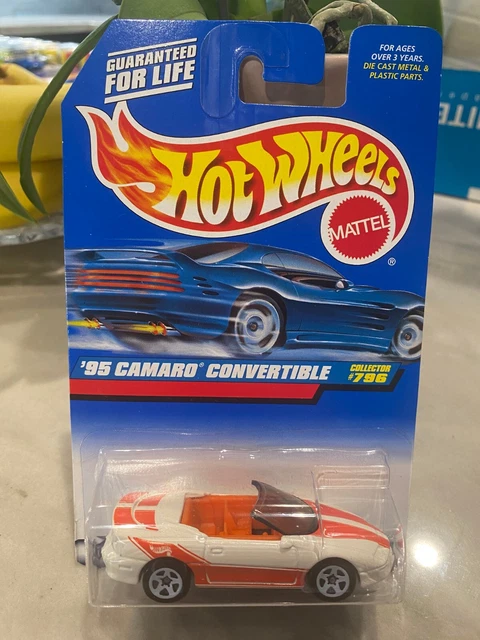 GUARANTEED
FOR LIFE
FOR AGES
OVER 3 YEARS.
DIE CAST METAL &
PLASTIC PARTS.
HOT WHEELS
MATTEL
®
'95 CAMARO® CONVERTIBLE
COLLECTOR
#796